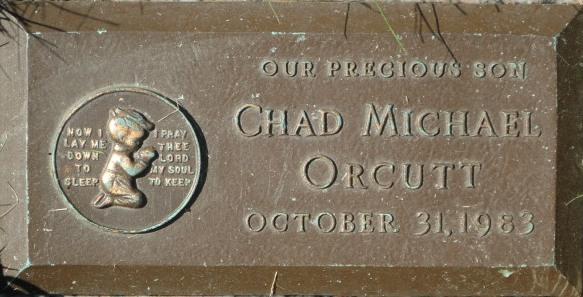 OUR PRECIOUS SON
CHAD MICHAEL
ORCUTT
OCTOBER 31, 1983
NOW I
LAY ME
DOWN
TO
SLEEP
I PRAY
THEE
LORD
MY SOUL
TO KEEP